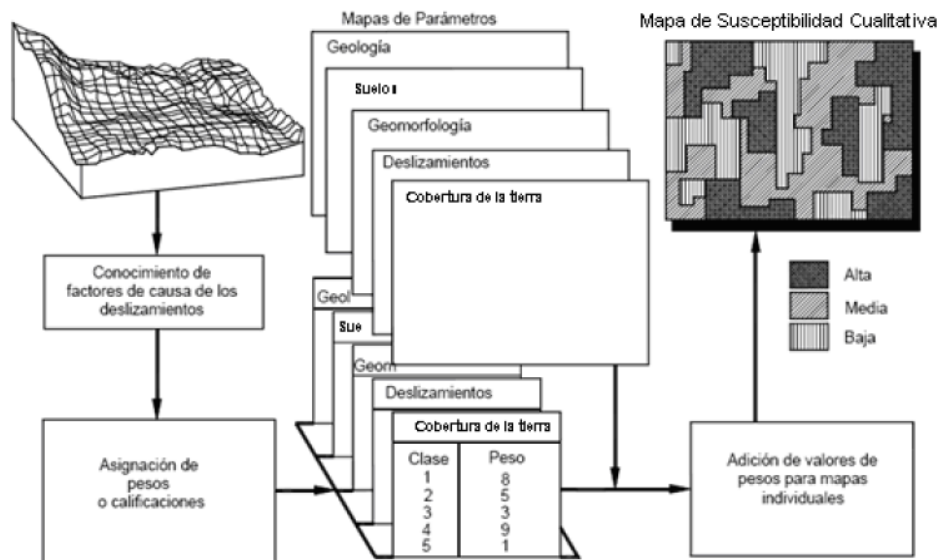 Mapas de Parámetros
Mapa de Susceptibilidad Cualitativa
Geología
Suelos
Geomorfología
Deslizamientos
Cobertura de la tierra
Conocimiento de
factores de causa de los
deslizamientos
Alta
Media
Baja
Geol
Sue
Geom
Deslizamientos
Cobertura de la tierra
Clase Peso
1 8
2 5
3 3
4 9
5 1
Asignación de
pesos
o calificaciones
Adición de valores de
pesos para mapas
individuales